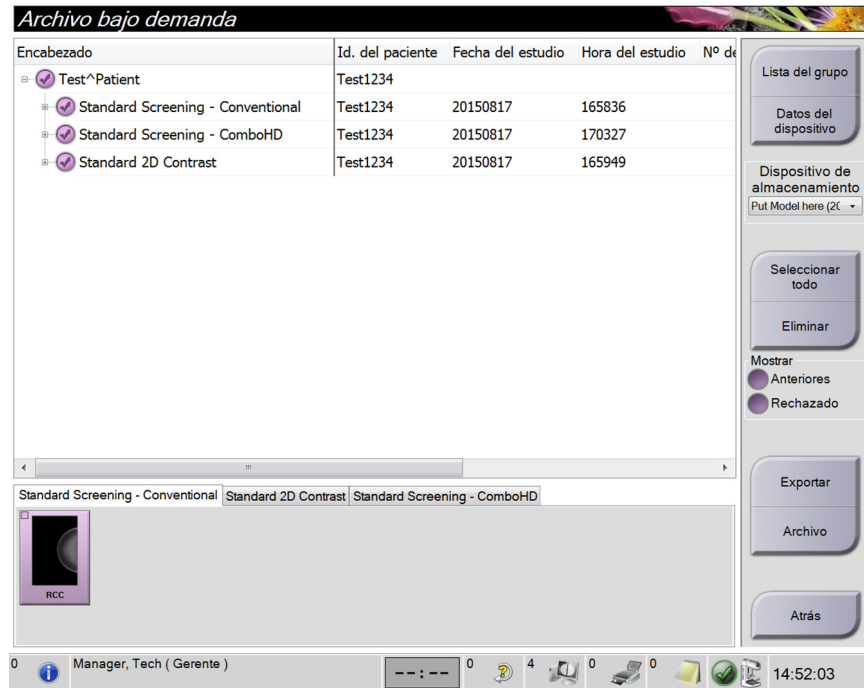 Archivo bajo demanda
Encabezado Id. del paciente Fecha del estudio Hora del estudio Nº de
Test^Patient Test1234
Standard Screening - Conventional Test1234 20150817 165836
Standard Screening - ComboHD Test1234 20150817 170327
Standard 2D Contrast Test1234 20150817 165949
Lista del grupo
Datos del
dispositivo
Dispositivo de
almacenamiento
Put Model here (20
Seleccionar
todo
Eliminar
Mostrar
Anteriores
Rechazado
Exportar
Archivo
Atrás
Standard Screening - Conventional Standard 2D Contrast Standard Screening - ComboHD
RCC
0 Manager, Tech ( Gerente ) --:-- 0 4 0 0 14:52:03